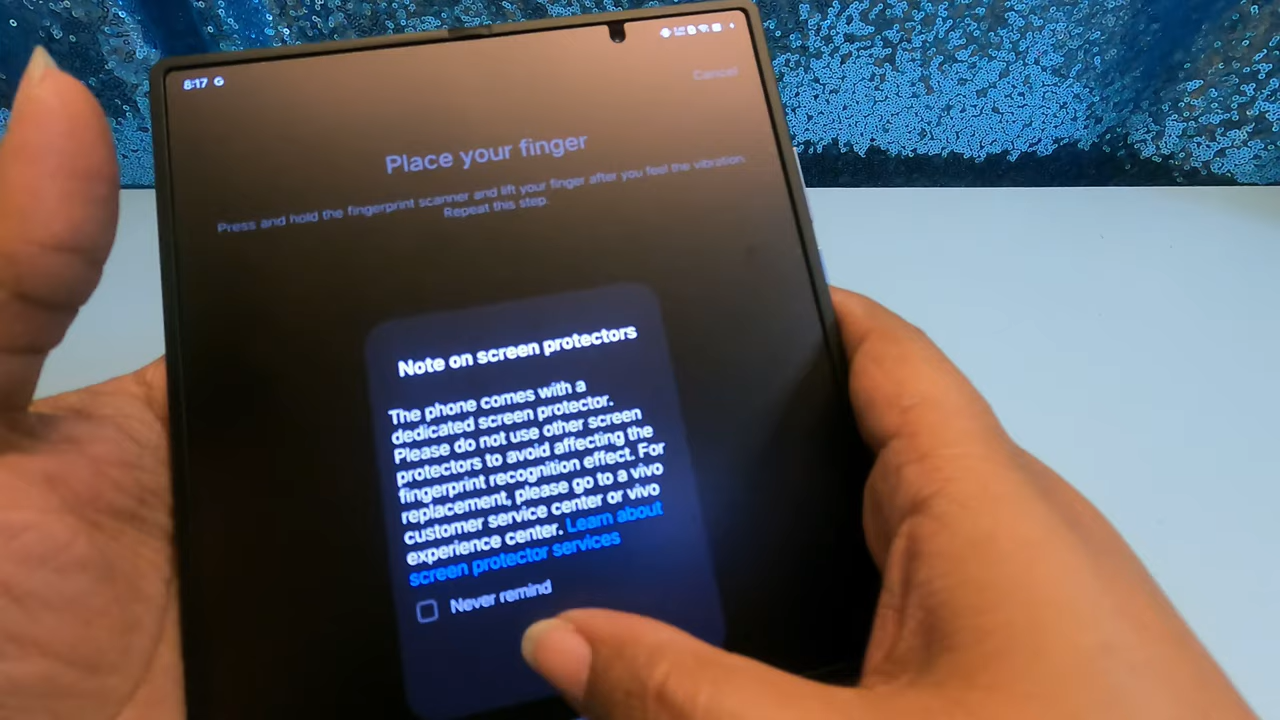 8:17 G
Cancel
Place your finger
Press and hold the fingerprint scanner and lift your finger after you feel the vibration.
Repeat this step.
Note on screen protectors
The phone comes with a
dedicated screen protector.
Please do not use other screen
protectors to avoid affecting the
fingerprint recognition effect. For
replacement, please go to a vivo
customer service center or vivo
experience center. Learn about
screen protector services
Never remind